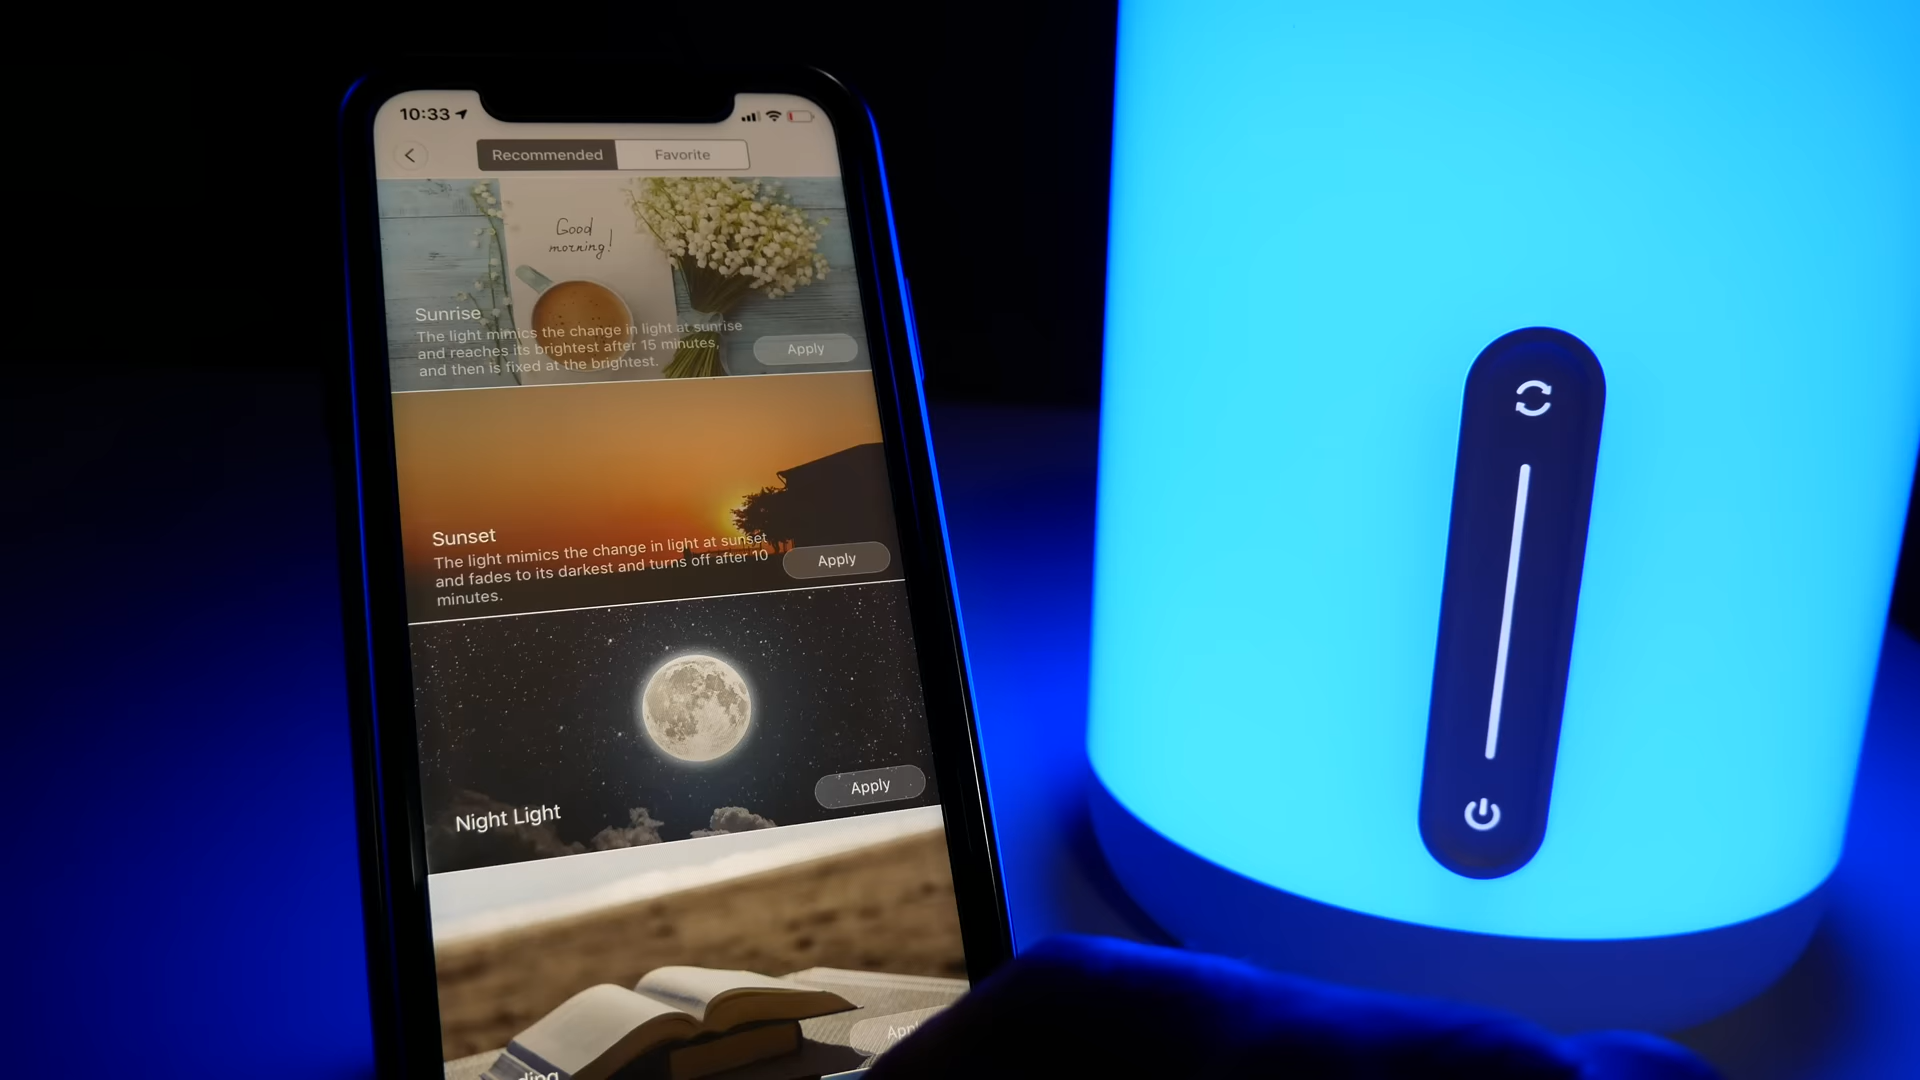 10:33
Recommended
Favorite
Good
morning!
Sunrise
The light mimics the change in light at sunrise
and reaches its brightest after 15 minutes,
and then is fixed at the brightest.
Apply
Sunset
The light mimics the change in light at sunset
and fades to its darkest and turns off after 10
minutes.
Apply
Night Light
Apply